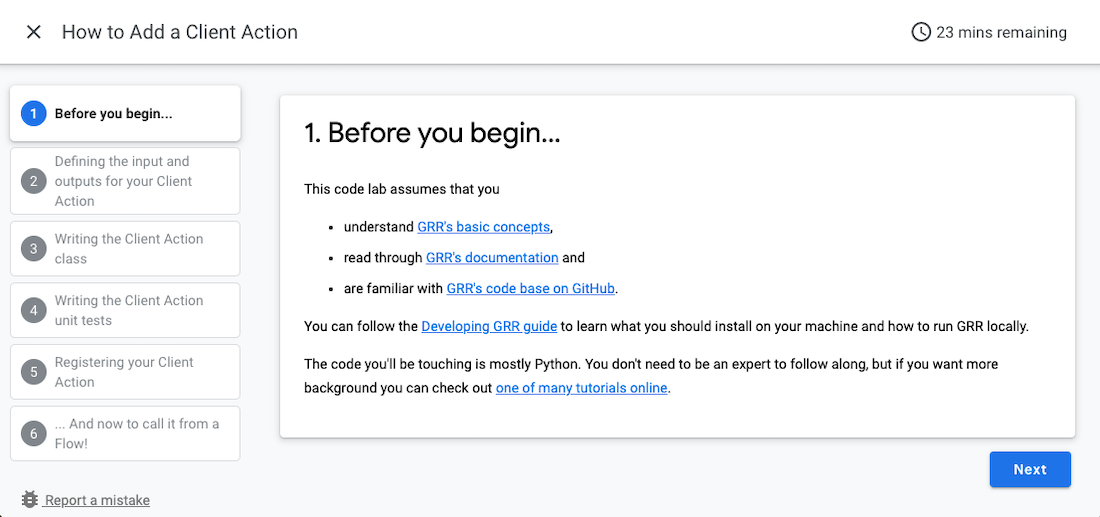 How to Add a Client Action
23 mins remaining
1 Before you begin...
2 Defining the input and
outputs for your Client
Action
3 Writing the Client Action
class
4 Writing the Client Action
unit tests
5 Registering your Client
Action
6 ... And now to call it from a
Flow!
Report a mistake
1. Before you begin...
This code lab assumes that you
• understand GRR's basic concepts,
• read through GRR's documentation and
• are familiar with GRR's code base on GitHub.
You can follow the Developing GRR guide to learn what you should install on your machine and how to run GRR locally.
The code you'll be touching is mostly Python. You don't need to be an expert to follow along, but if you want more
background you can check out one of many tutorials online.
Next